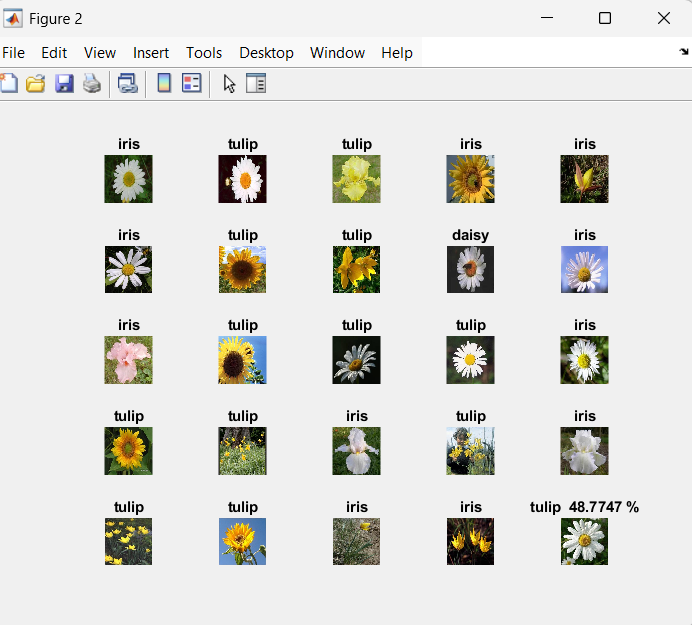 Figure 2
File Edit View Insert Tools Desktop Window Help
iris tulip tulip iris iris
iris tulip tulip daisy iris
iris tulip tulip tulip iris
tulip tulip iris tulip iris
tulip tulip iris iris tulip 48.7747 %